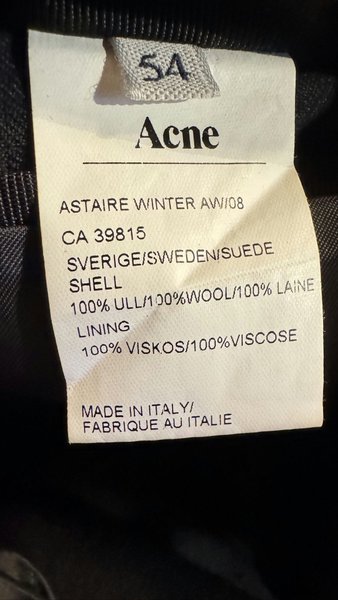 54
Acne
ASTAIRE WINTER AW/08
CA 39815
SVERIGE/SWEDEN/SUEDE
SHELL
100% ULL/100%WOOL/100% LAINE
LINING
100% VISKOS/100%VISCOSE
MADE IN ITALY/
FABRIQUE AU ITALIE